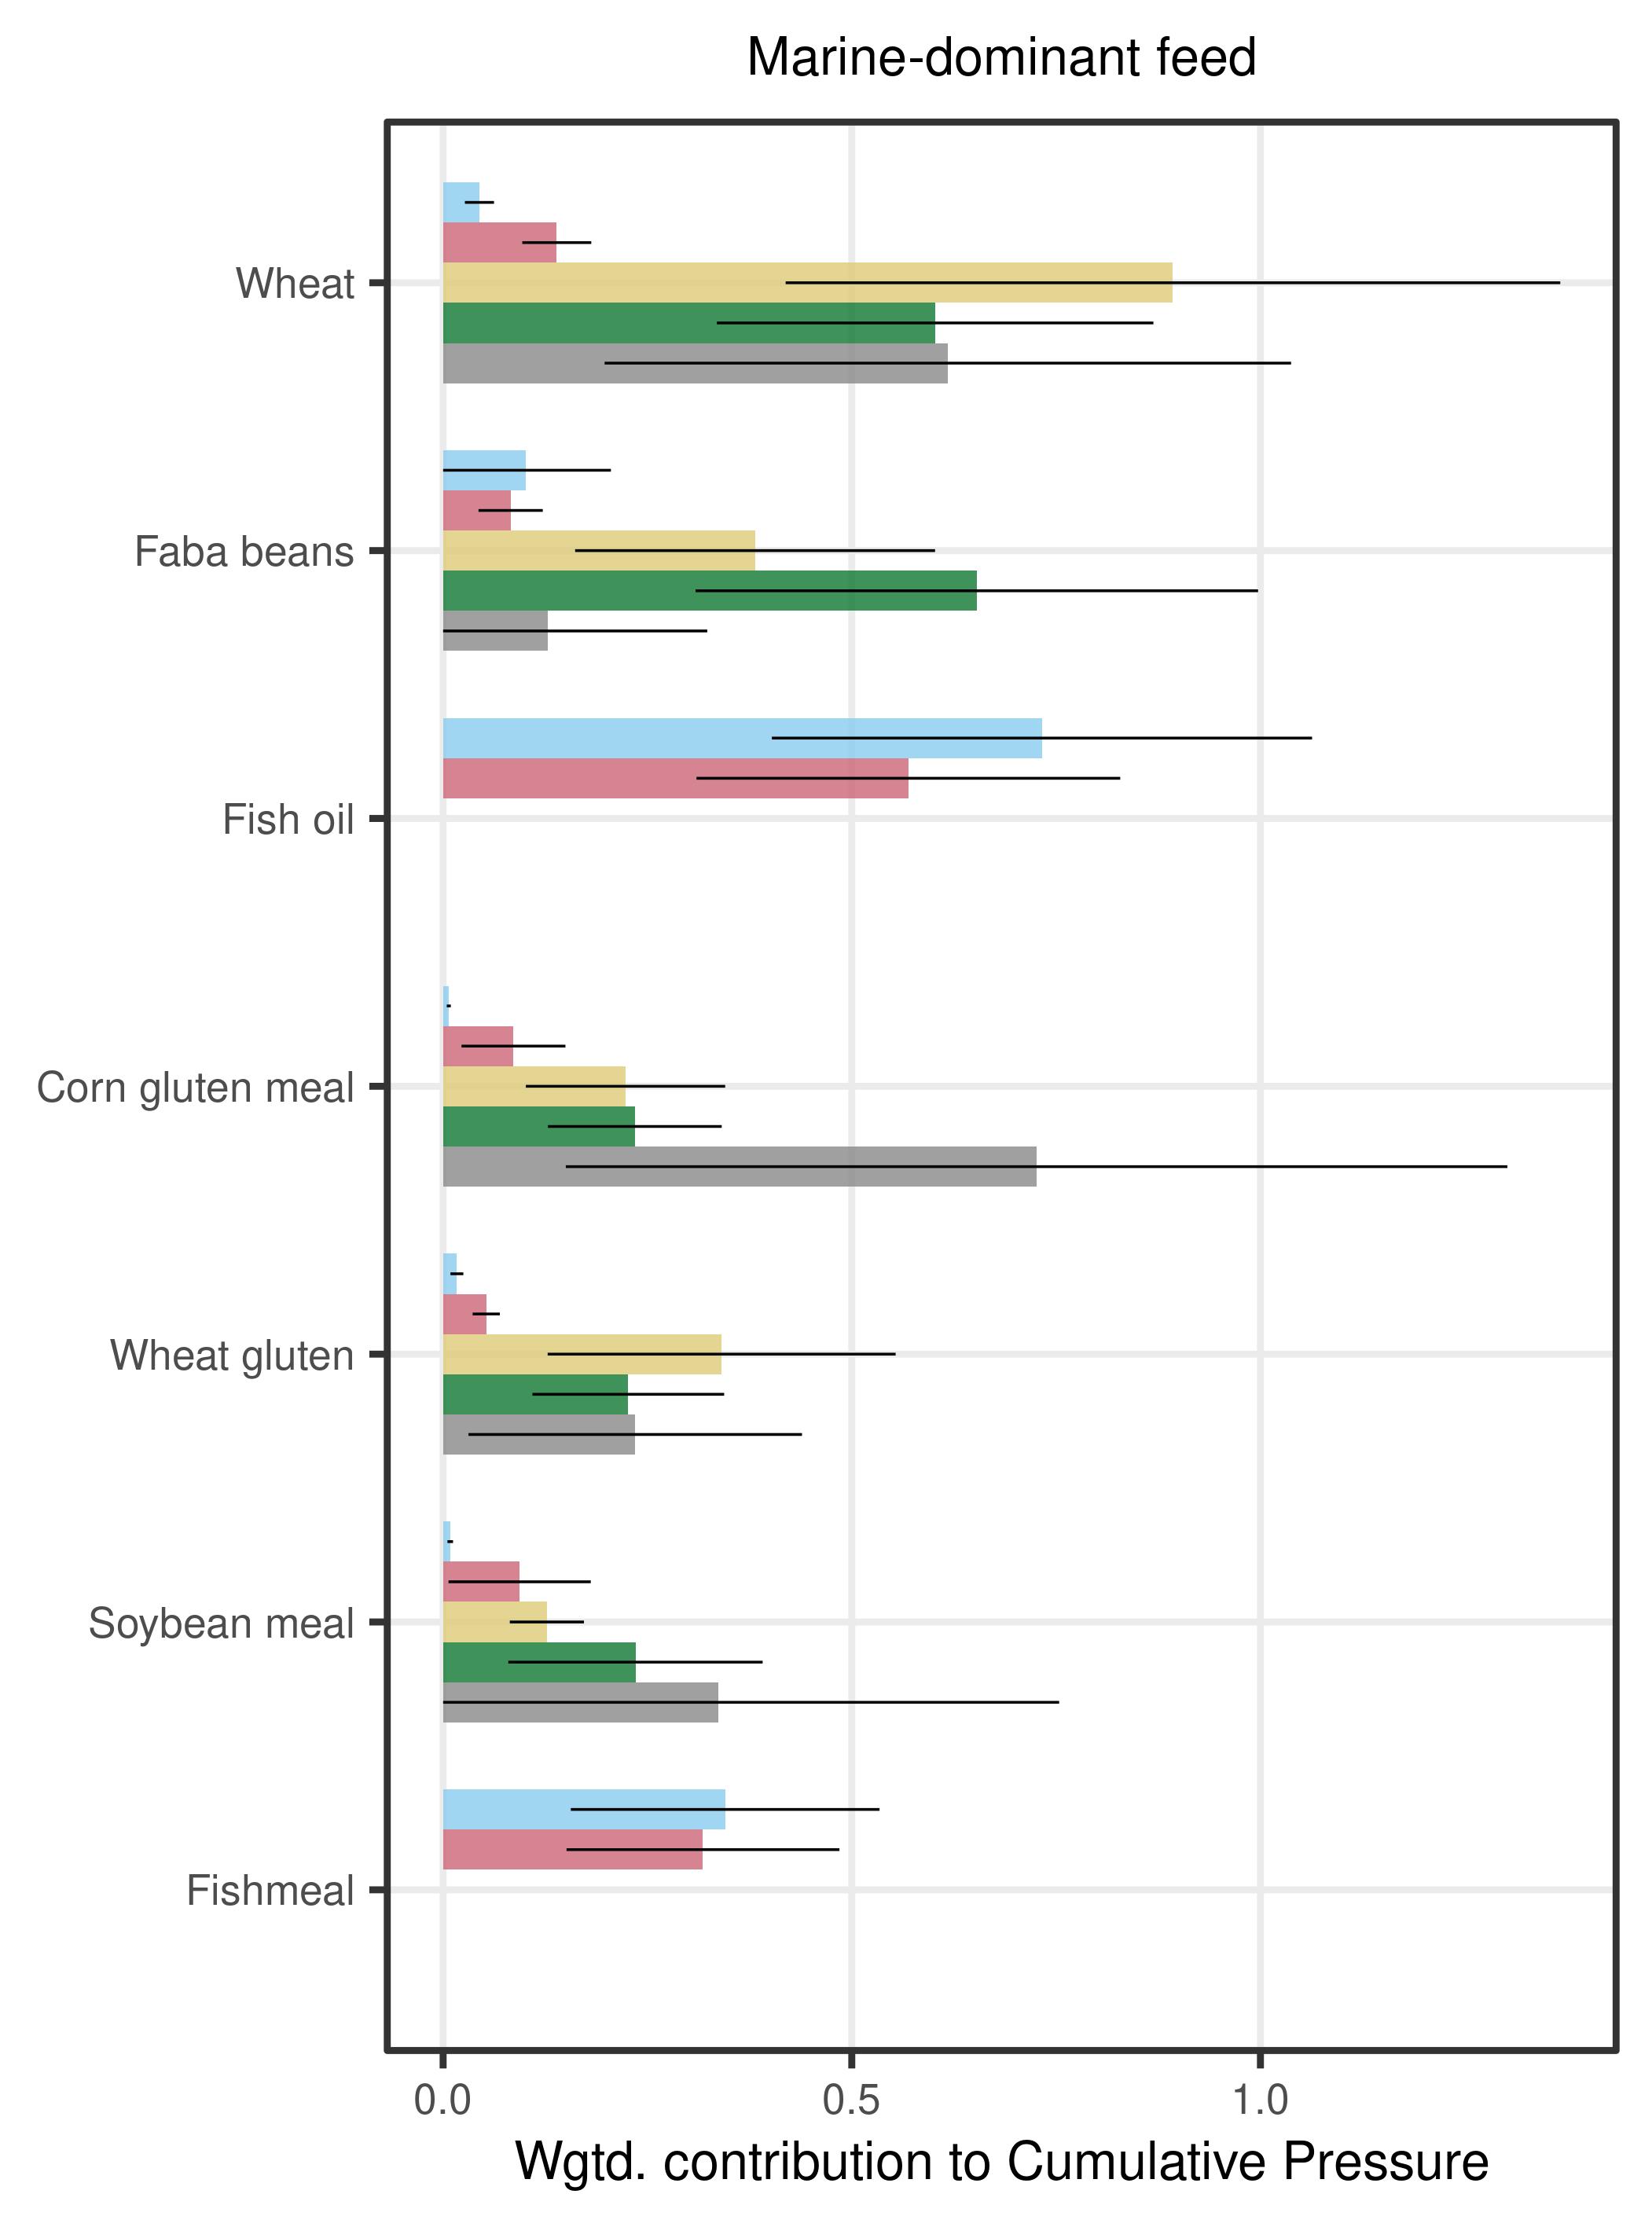 Marine-dominant feed
Wheat
Faba beans
Fish oil
Corn gluten meal
Wheat gluten
Soybean meal
Fishmeal
0.0 0.5 1.0
Wgtd. contribution to Cumulative Pressure